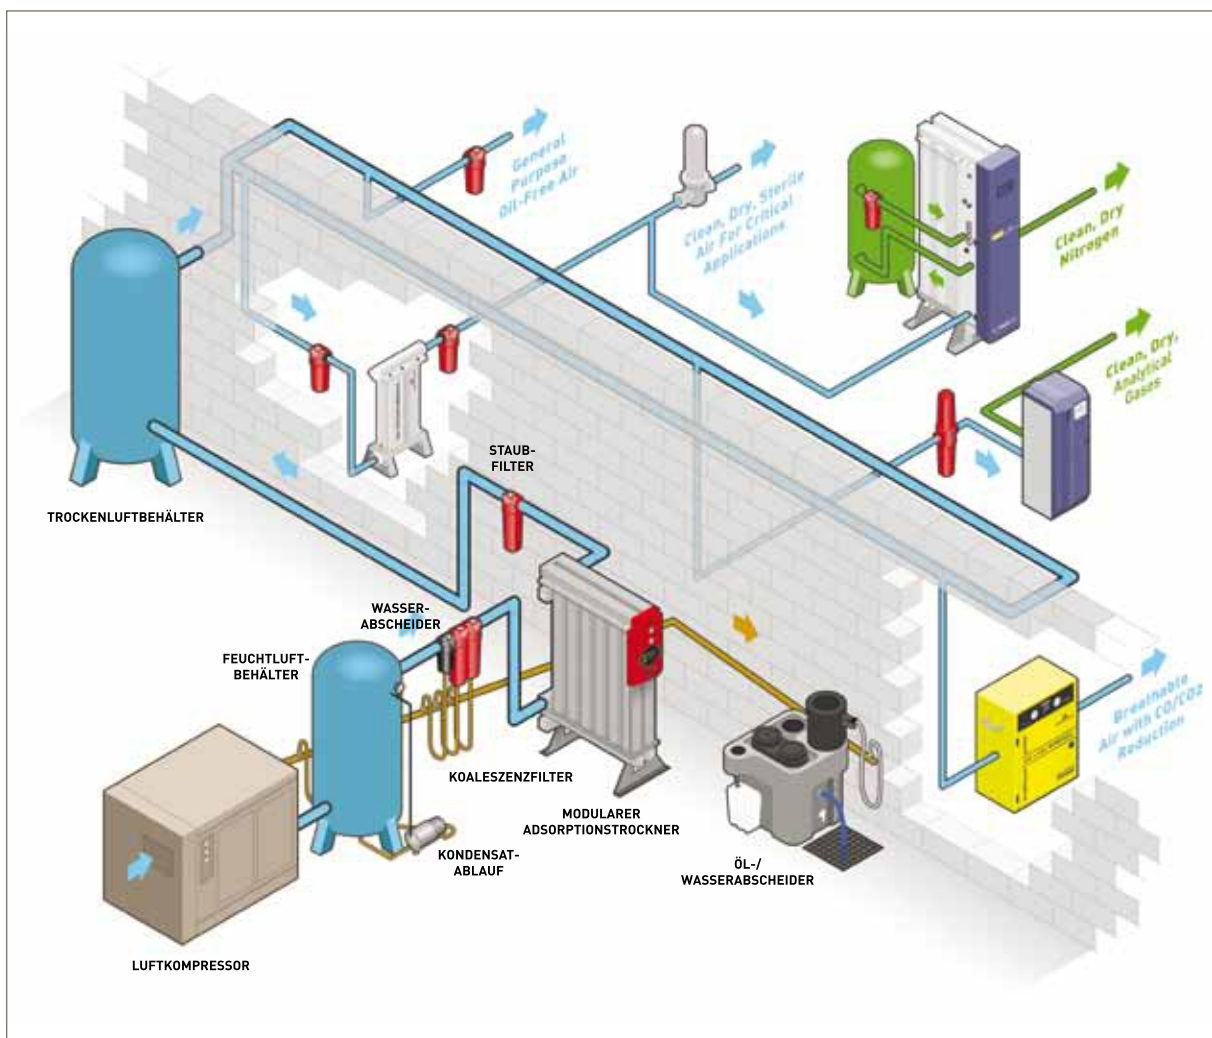 General
Purpose
Oil-Free Air
Clean, Dry, Sterile
Air For Critical
Applications
Clean, Dry
Nitrogen
Clean, Dry,
Analytical
Gases
STAUB-
FILTER
TROCKENLUFTBEHÄLTER
WASSER-
ABSCHEIDER
FEUCHTLUFT-
BEHÄLTER
Breathable
Air with CO/CO2
Reduction
KOALESZENZFILTER
MODULARER
ADSORPTIONSTROCKNER
KONDENSAT-
ABLAUF
ÖL-/
WASSERABSCHEIDER
LUFTKOMPRESSOR